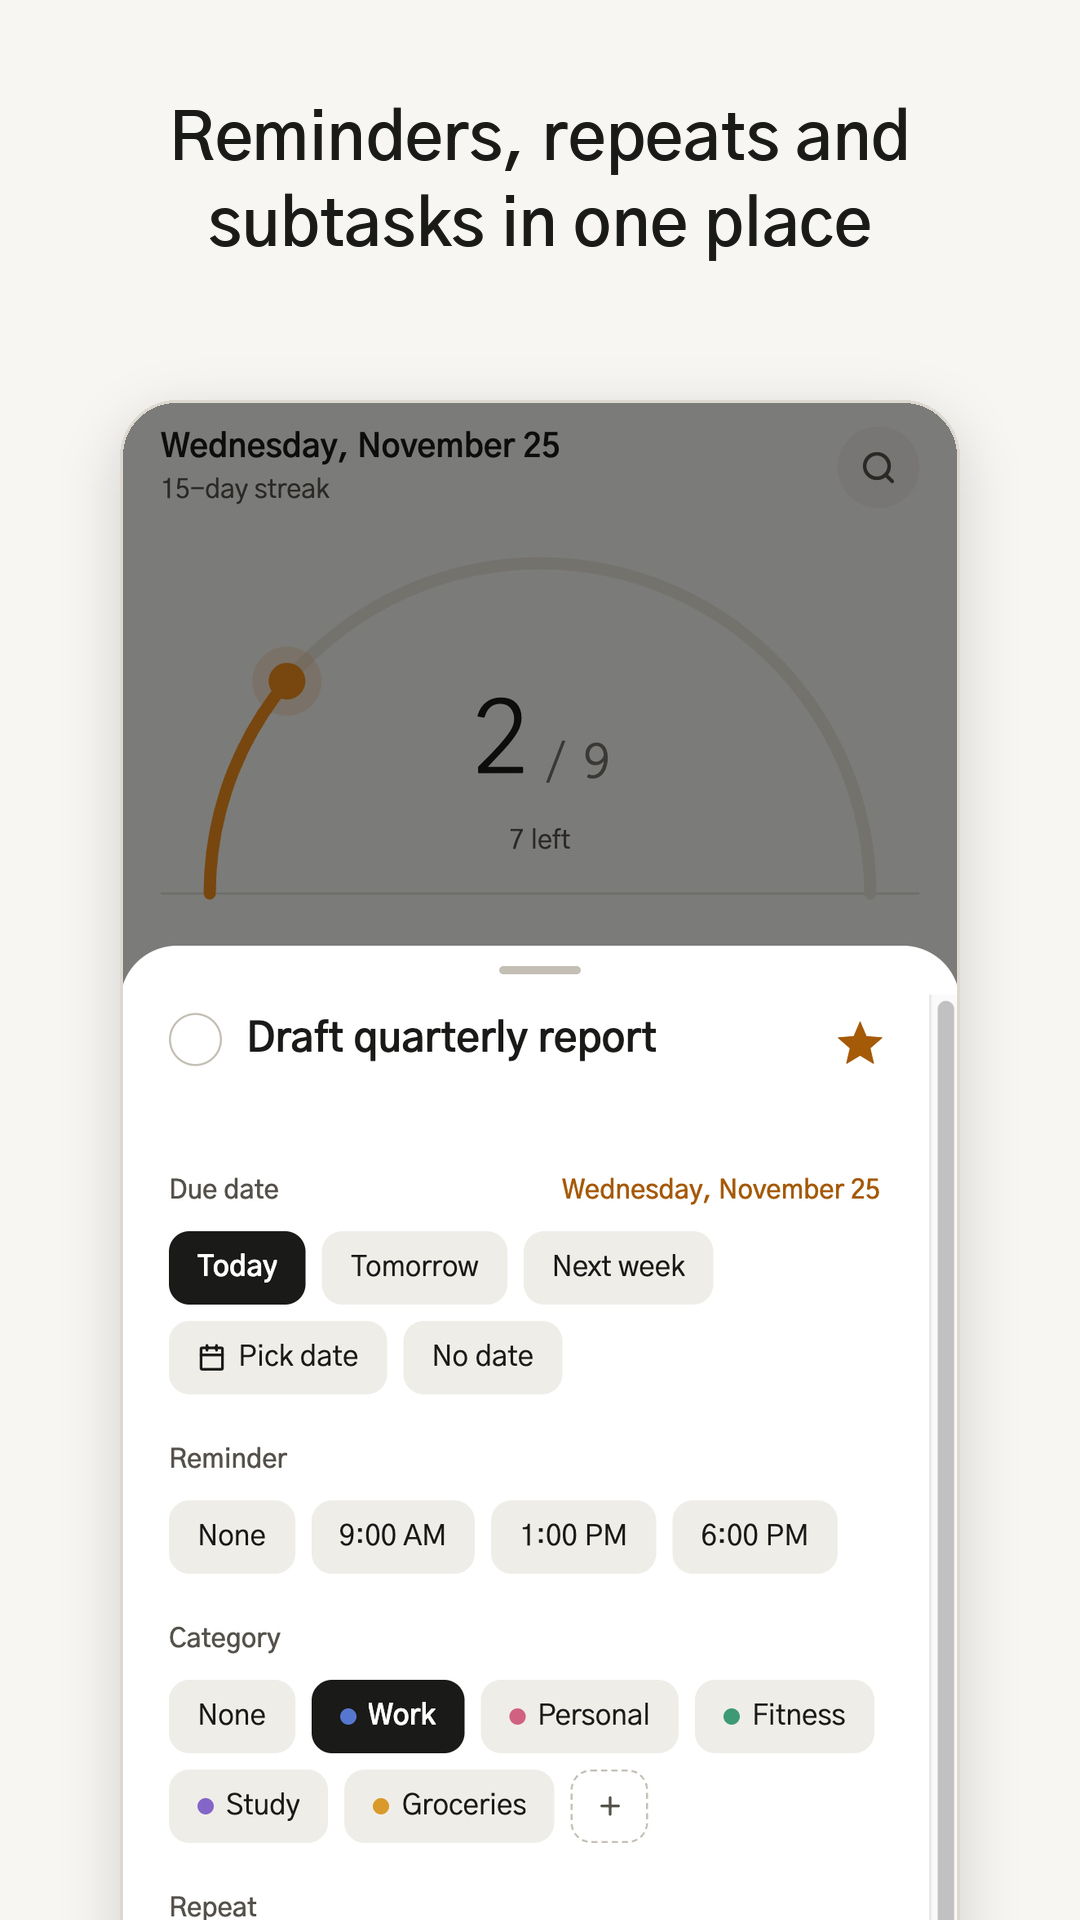 Reminders, repeats and
subtasks in one place
Wednesday, November 25
15-day streak
2 / 9
7 left
Draft quarterly report
Due date
Wednesday, November 25
Today
Tomorrow
Next week
Pick date
No date
Reminder
None
9:00 AM
1:00 PM
6:00 PM
Category
None
Work
Personal
Fitness
Study
Groceries
+
Repeat